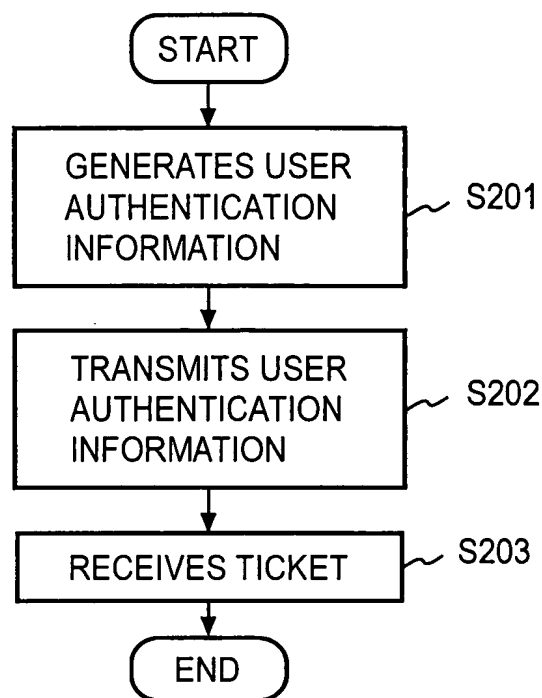 START
GENERATES USER
AUTHENTICATION
INFORMATION
S201
TRANSMITS USER
AUTHENTICATION
INFORMATION
S202
RECEIVES TICKET
S203
END